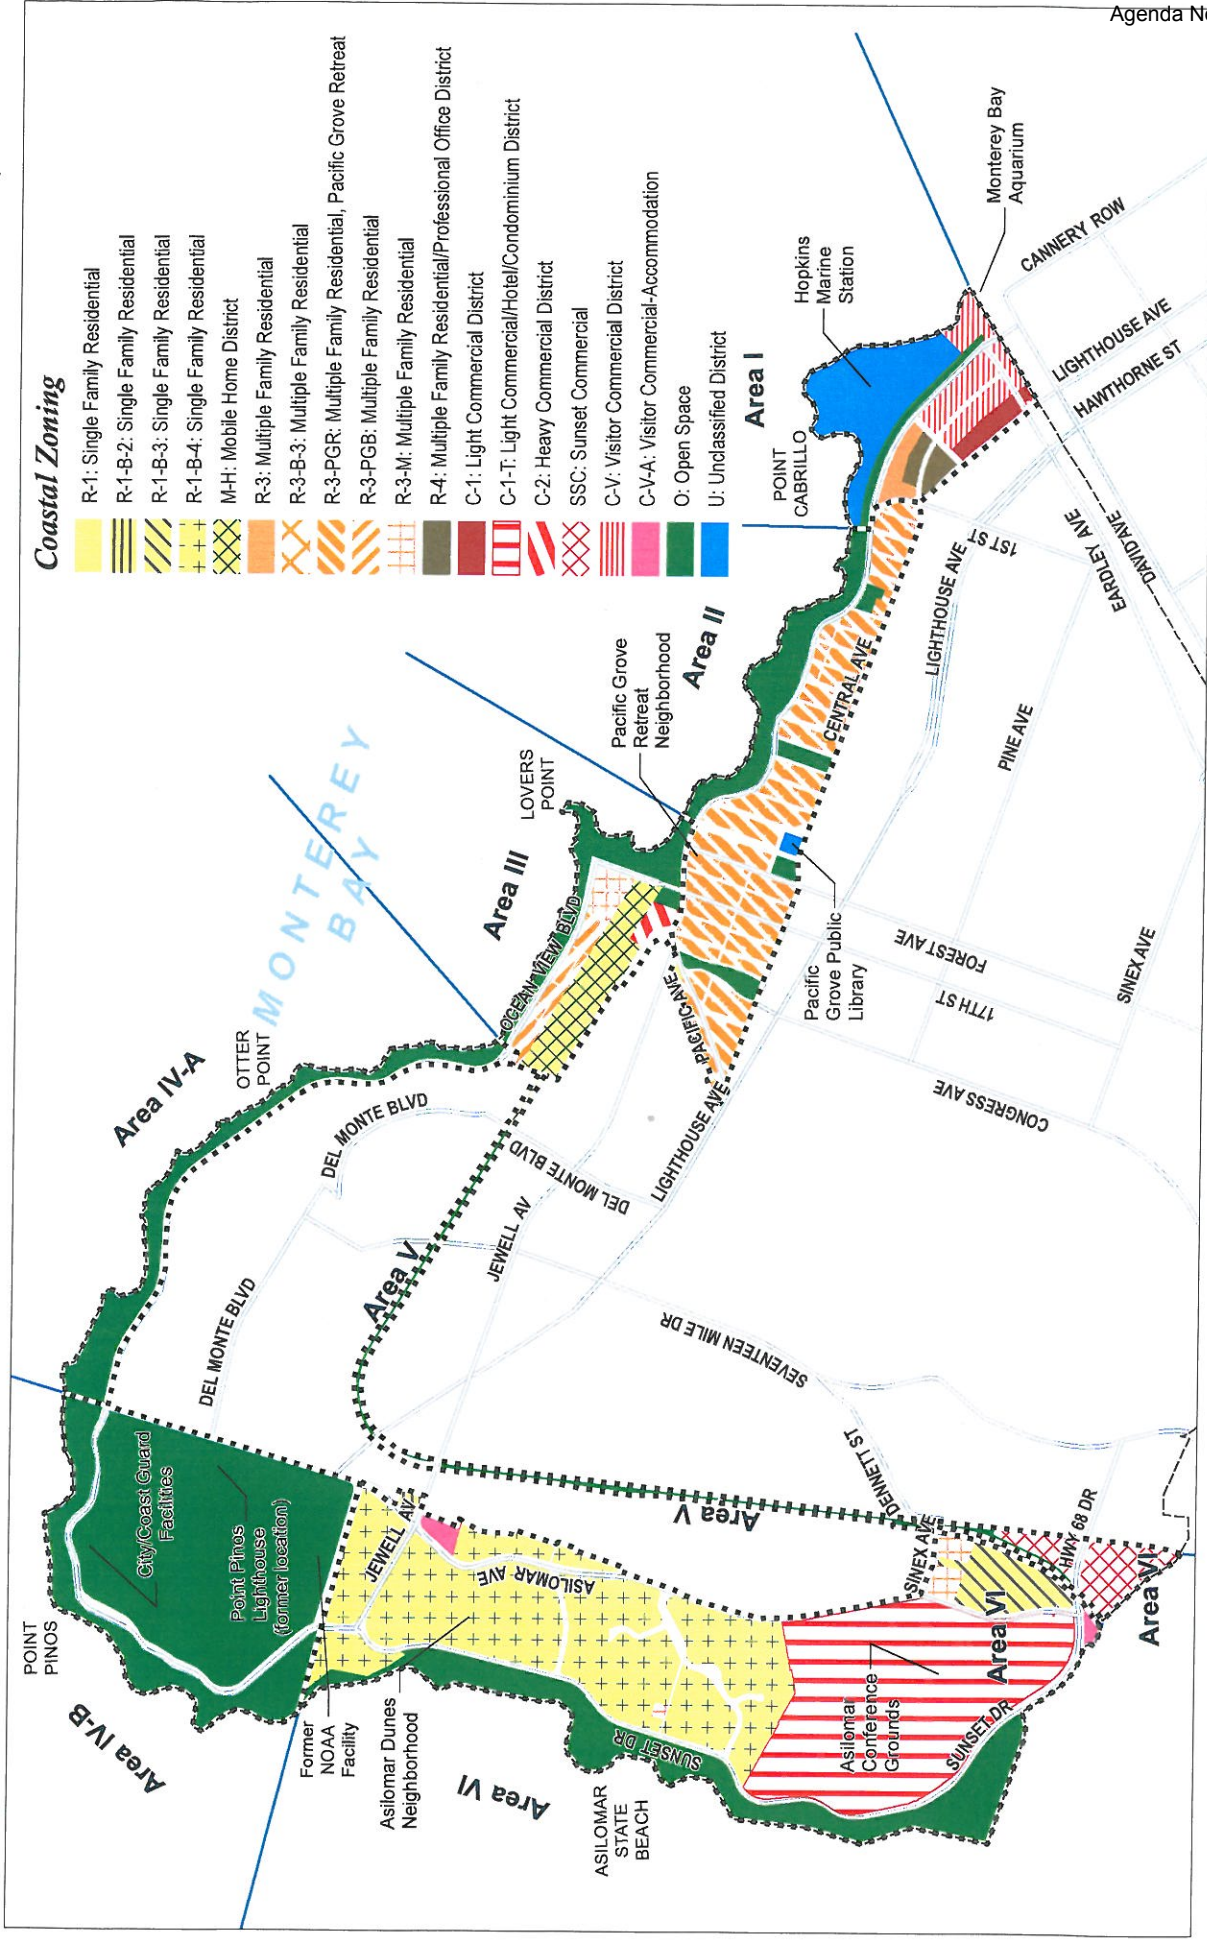 Agenda
Coastal Zoning
R-1: Single Family Residential
R-1-B-2: Single Family Residential
R-1-B-3: Single Family Residential
R-1-B-4: Single Family Residential
M-H: Mobile Home District
R-3: Multiple Family Residential
R-3-B-3: Multiple Family Residential
R-3-PGR: Multiple Family Residential, Pacific Grove Retreat
R-3-PGB: Multiple Family Residential
R-3-M: Multiple Family Residential
R-4: Multiple Family Residential/Professional Office District
C-1: Light Commercial District
C-1-T: Light Commercial/Hotel/Condominium District
C-2: Heavy Commercial District
SSC: Sunset Commercial
C-V: Visitor Commercial District
C-V-A: Visitor Commercial-Accommodation
O: Open Space
U: Unclassified District
MONTEREY
BAY
POINT
PINOS
Area IV-B
City/Coast Guard
Facilities
Point Pinos
Lighthouse
(former location)
Former
NOAA
Facility
Asilomar Dunes
Neighborhood
Area VI
ASILOMAR
STATE
BEACH
SUNSET DR
JEWELL AV
ASILOMAR AVE
Asilomar
Conference
Grounds
SUNSET DR
Area VI
SINEX AVE
DENNETT ST
HWY 68 DR
Area VI
Area V
SEVENTEEN MILE DR
DEL MONTE BLVD
Area V
JEWELL AV
DEL MONTE BLVD
DEL MONTE BLVD
LIGHTHOUSE AVE
Area IV-A
OTTER
POINT
OCEAN VIEW BLVD
Area III
LOVERS
POINT
PACIFIC AVE
Pacific Grove
Retreat
Neighborhood
Pacific
Grove Public
Library
FOREST AVE
17TH ST
CONGRESS AVE
SINEX AVE
PINE AVE
Area II
CENTRAL AVE
LIGHTHOUSE AVE
1ST ST
EARDLEY AVE
DAVID AVE
POINT
CABRILLO
Area I
Hopkins
Marine
Station
Monterey Bay
Aquarium
CANNERY ROW
LIGHTHOUSE AVE
HAWTHORNE ST